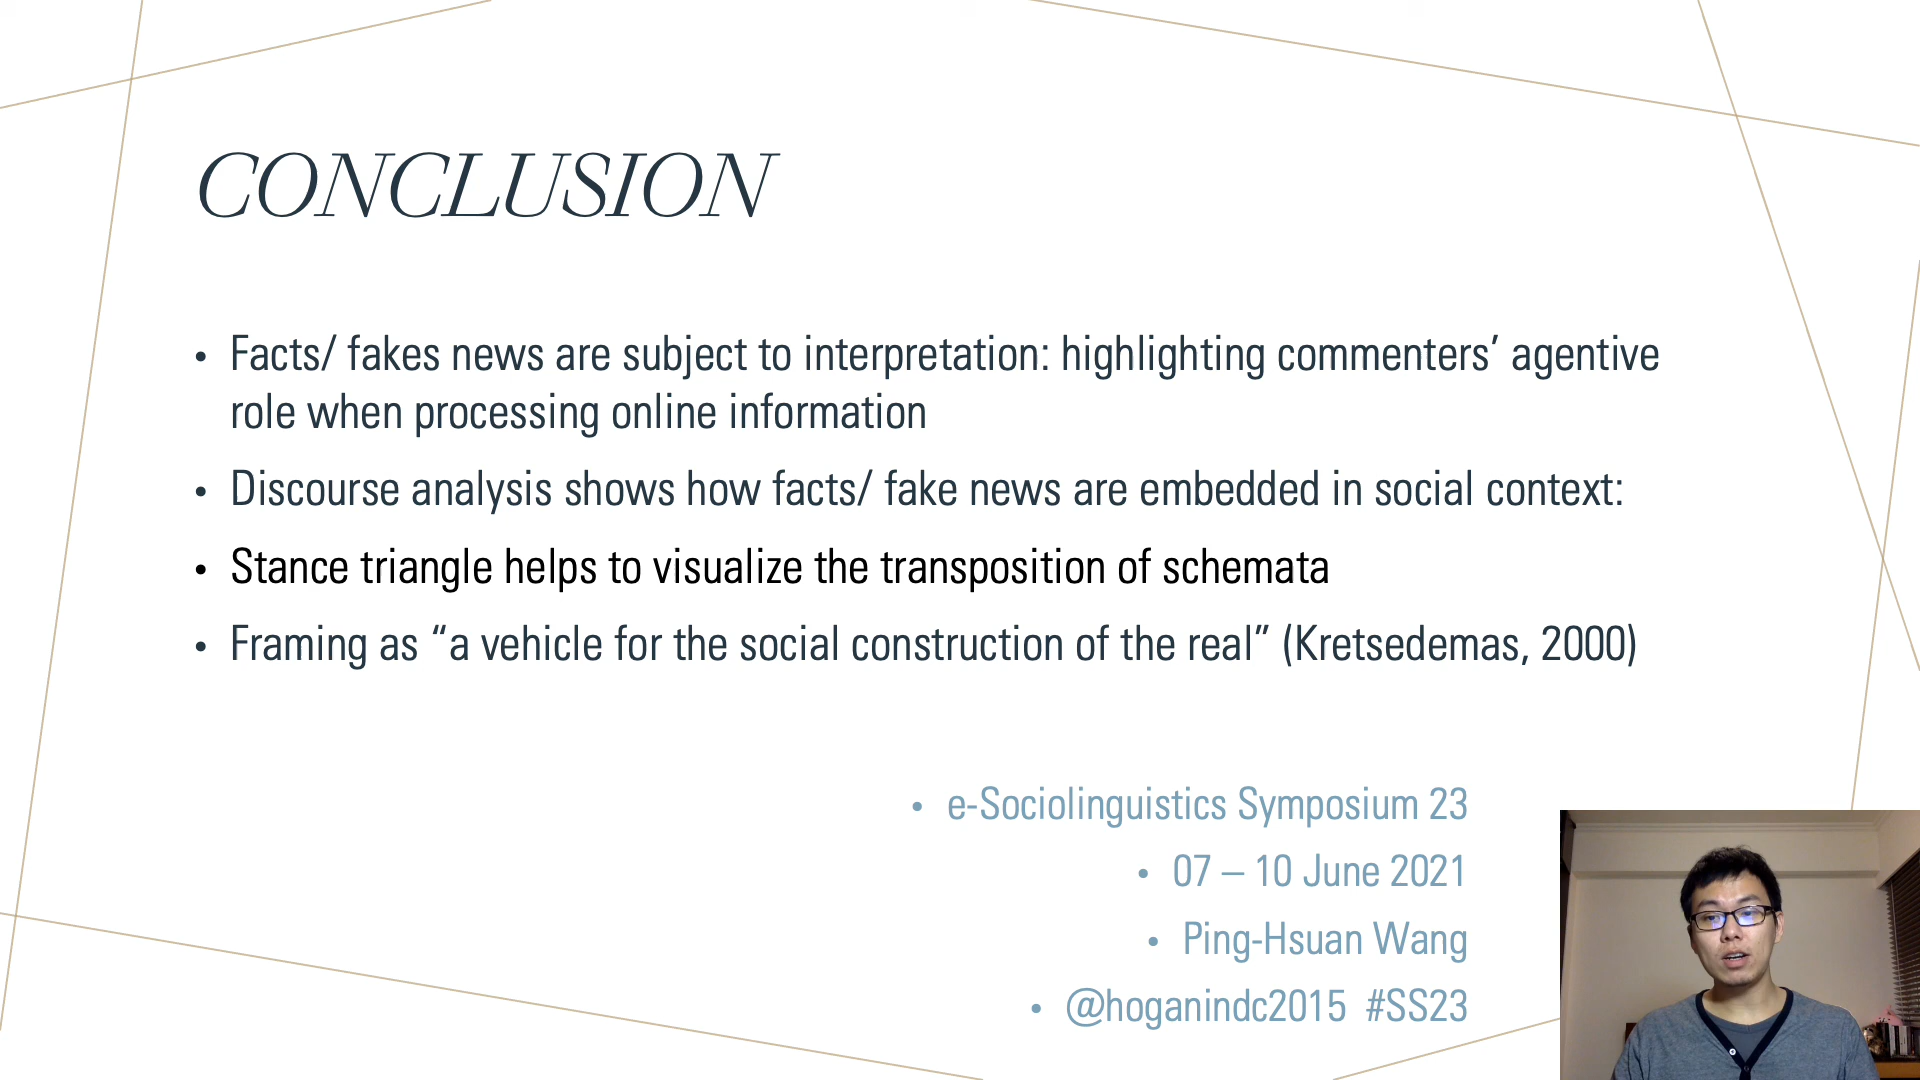 CONCLUSION
• Facts/ fakes news are subject to interpretation: highlighting commenters’ agentive
role when processing online information
• Discourse analysis shows how facts/ fake news are embedded in social context:
• Stance triangle helps to visualize the transposition of schemata
• Framing as “a vehicle for the social construction of the real” (Kretsedemas, 2000)
• e-Sociolinguistics Symposium 23
• 07 – 10 June 2021
• Ping-Hsuan Wang
• @hoganindc2015 #SS23